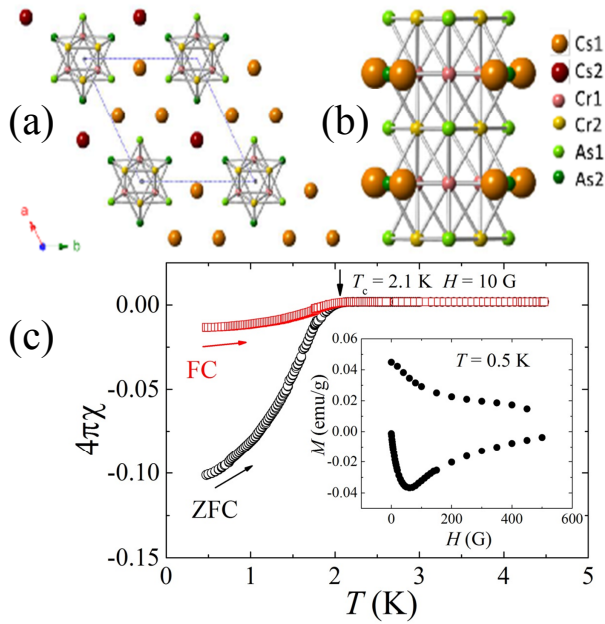 (a)
(b)
Cs1
Cs2
Cr1
Cr2
As1
As2
a
b
(c)
T_c = 2.1 K H = 10 G
0.00
-0.05
-0.10
-0.15
4πχ
FC
ZFC
T = 0.5 K
0.06
0.04
0.02
0.00
-0.02
-0.04
M (emu/g)
0 200 400 600
H (G)
0 1 2 3 4 5
T (K)